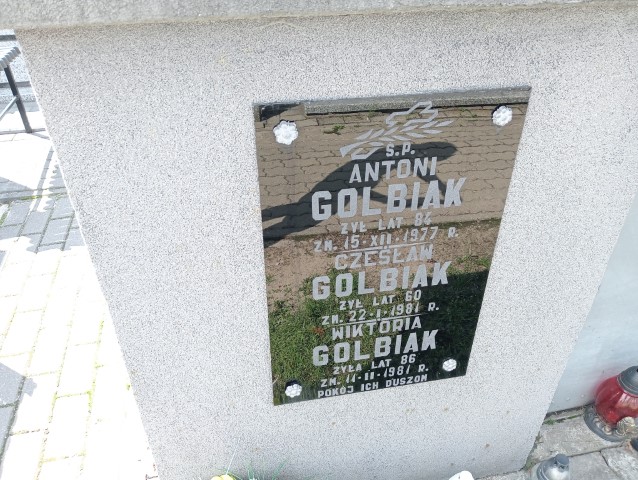 Ś.P.
ANTONI
GOLBIAK
ŻYŁ LAT 84
ZM. 15-XII-1977 R.
CZESŁAW
GOLBIAK
ŻYŁ LAT 60
ZM. 22-I-1981 R.
WIKTORIA
GOLBIAK
ŻYŁA LAT 86
ZM. 11-II-1981 R.
POKÓJ ICH DUSZOM